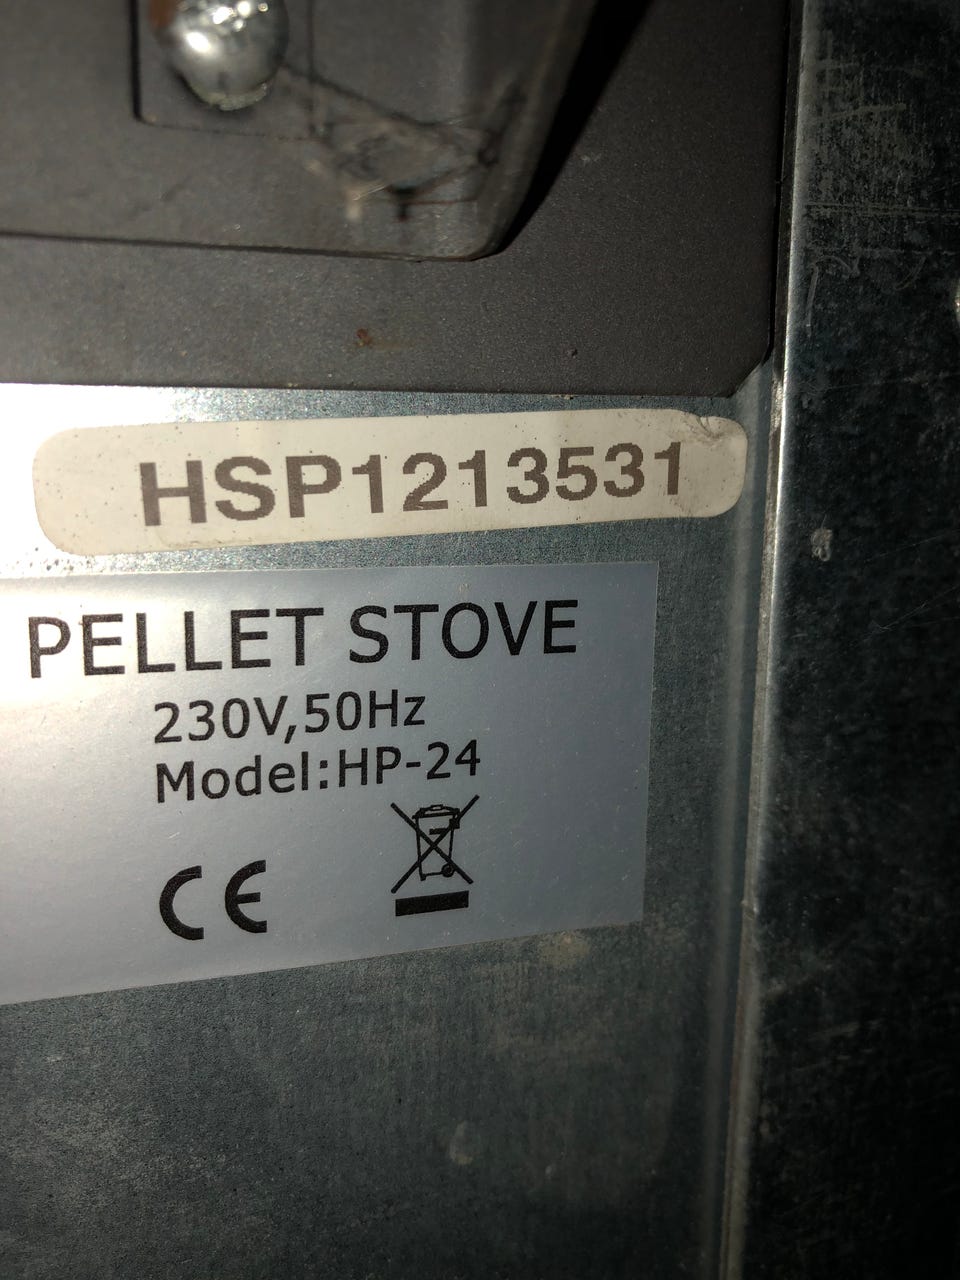 HSP1213531
PELLET STOVE
230V,50Hz
Model:HP-24
CE